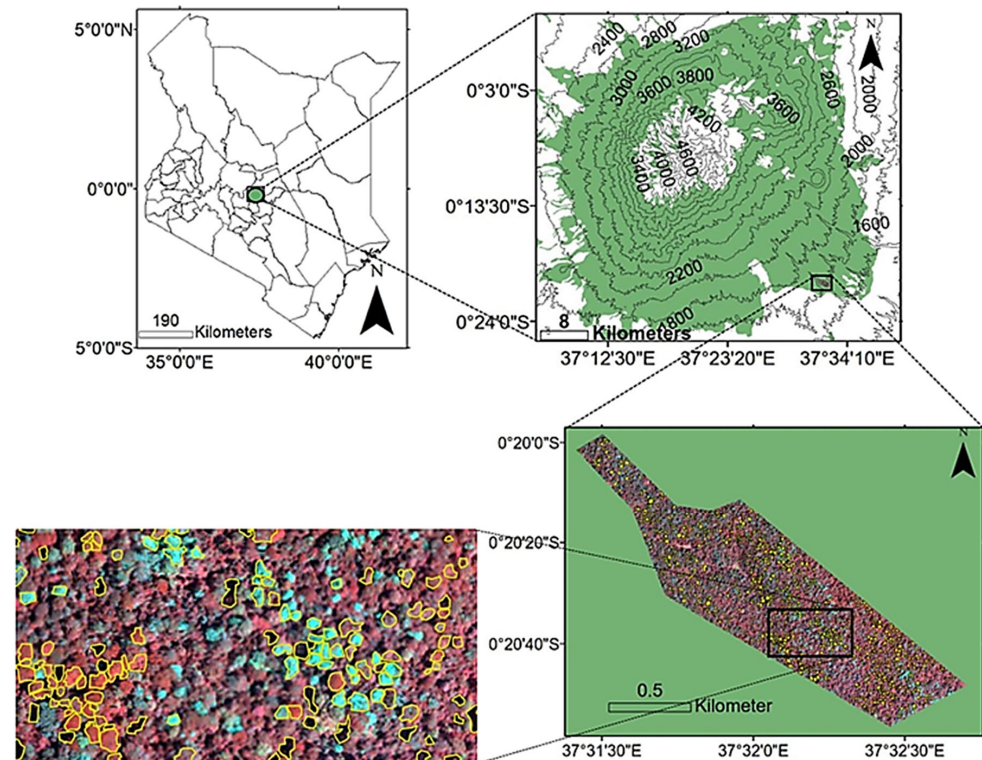 5°0'0"N
0°0'0"
5°0'0"S
35°0'0"E
40°0'0"E
190
Kilometers
N
0°3'0"S
0°13'30"S
0°24'0"S
37°12'30"E
37°23'20"E
37°34'10"E
N
2400
2800
3200
3000
3600
3800
4200
3600
2600
2000
2000
3400
4000
4800
1600
2200
1800
8
Kilometers
0°20'0"S
0°20'20"S
0°20'40"S
37°31'30"E
37°32'0"E
37°32'30"E
N
0.5
Kilometer